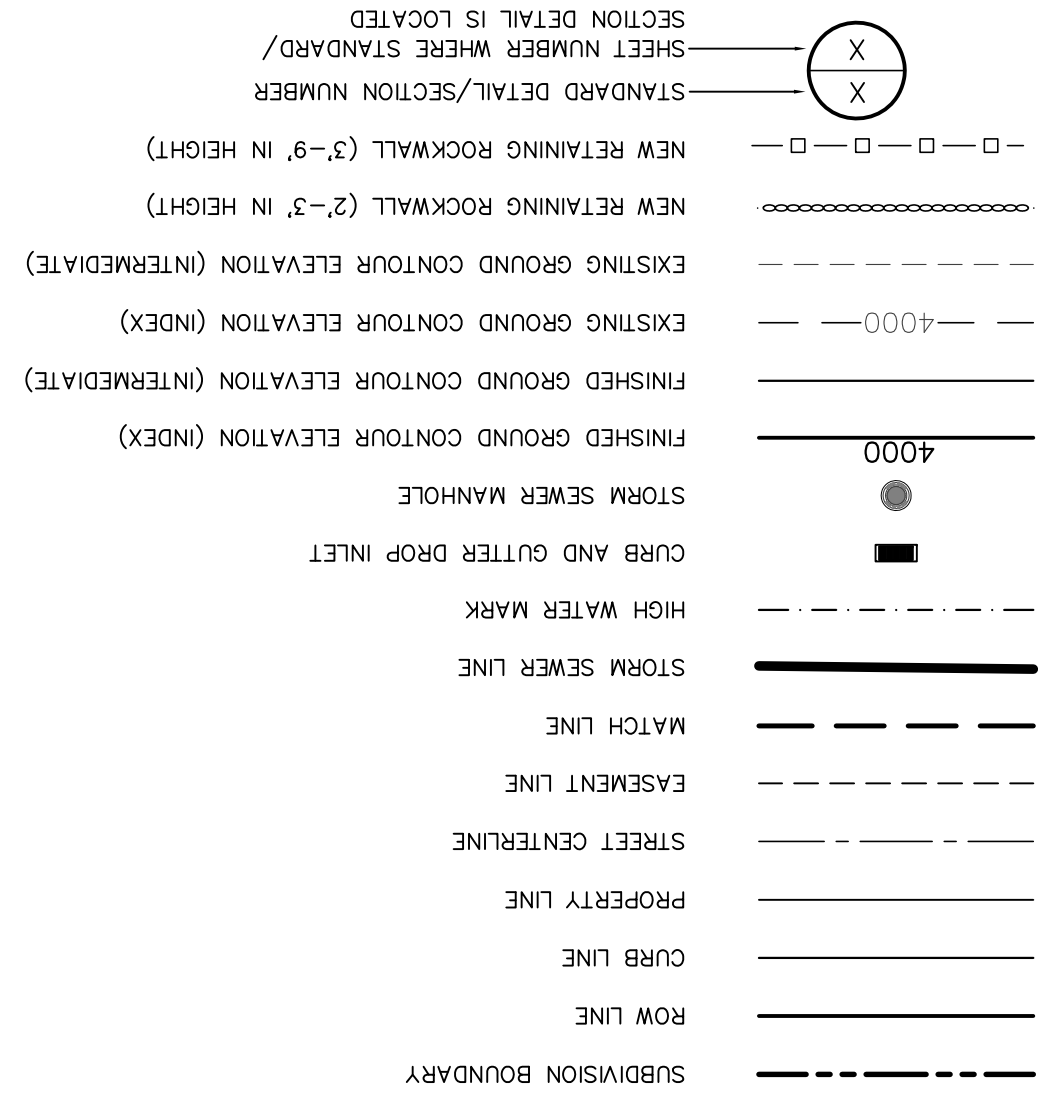 SUBDIVISION BOUNDARY
ROW LINE
CURB LINE
PROPERTY LINE
STREET CENTERLINE
EASEMENT LINE
MATCH LINE
STORM SEWER LINE
HIGH WATER MARK
CURB AND GUTTER DROP INLET
STORM SEWER MANHOLE
4000
FINISHED GROUND CONTOUR ELEVATION (INDEX)
FINISHED GROUND CONTOUR ELEVATION (INTERMEDIATE)
4000 EXISTING GROUND CONTOUR ELEVATION (INDEX)
EXISTING GROUND CONTOUR ELEVATION (INTERMEDIATE)
NEW RETAINING ROCKWALL (2'-3' IN HEIGHT)
NEW RETAINING ROCKWALL (3'-9' IN HEIGHT)
X STANDARD DETAIL/SECTION NUMBER
X SHEET NUMBER WHERE STANDARD/
SECTION DETAIL IS LOCATED